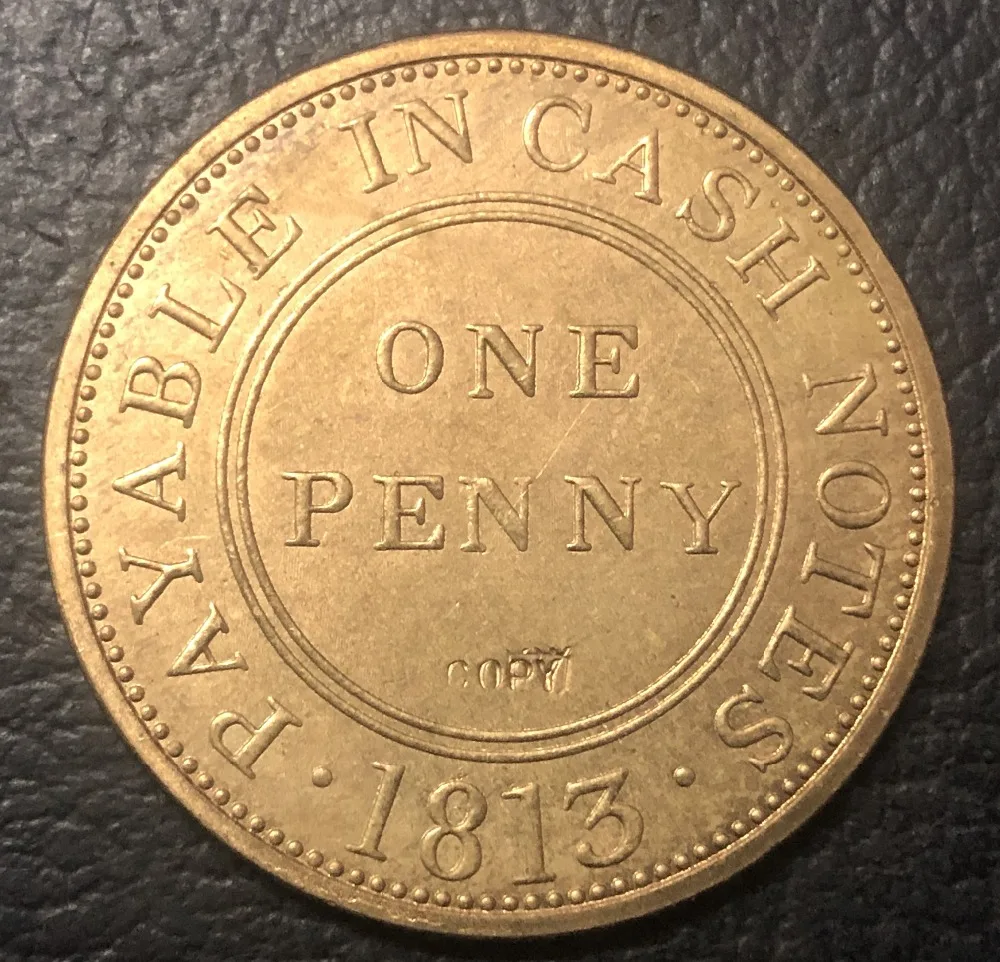 PAYABLE IN CASH NOTES
ONE
PENNY
COPY
· 1813 ·